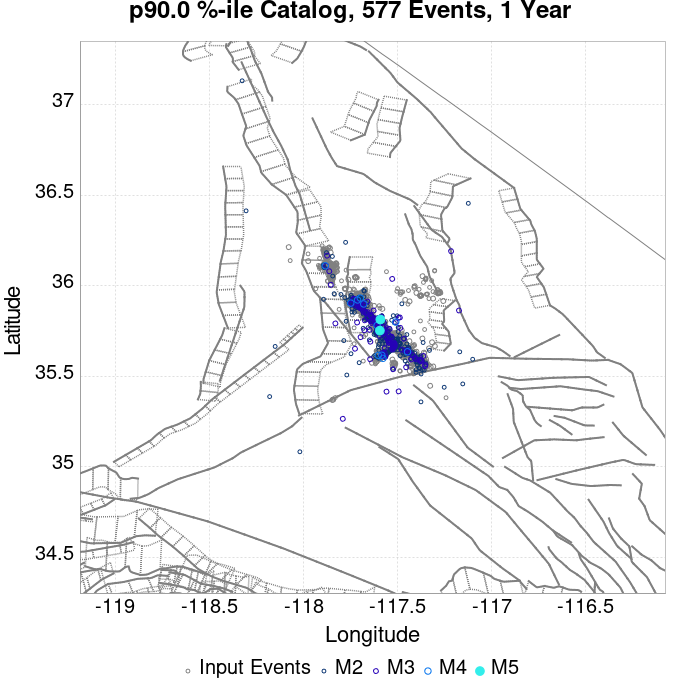 p90.0 %-ile Catalog, 577 Events, 1 Year
37
36.5
36
35.5
35
34.5
Latitude
-119 -118.5 -118 -117.5 -117 -116.5
Longitude
Input Events M2 M3 M4 M5